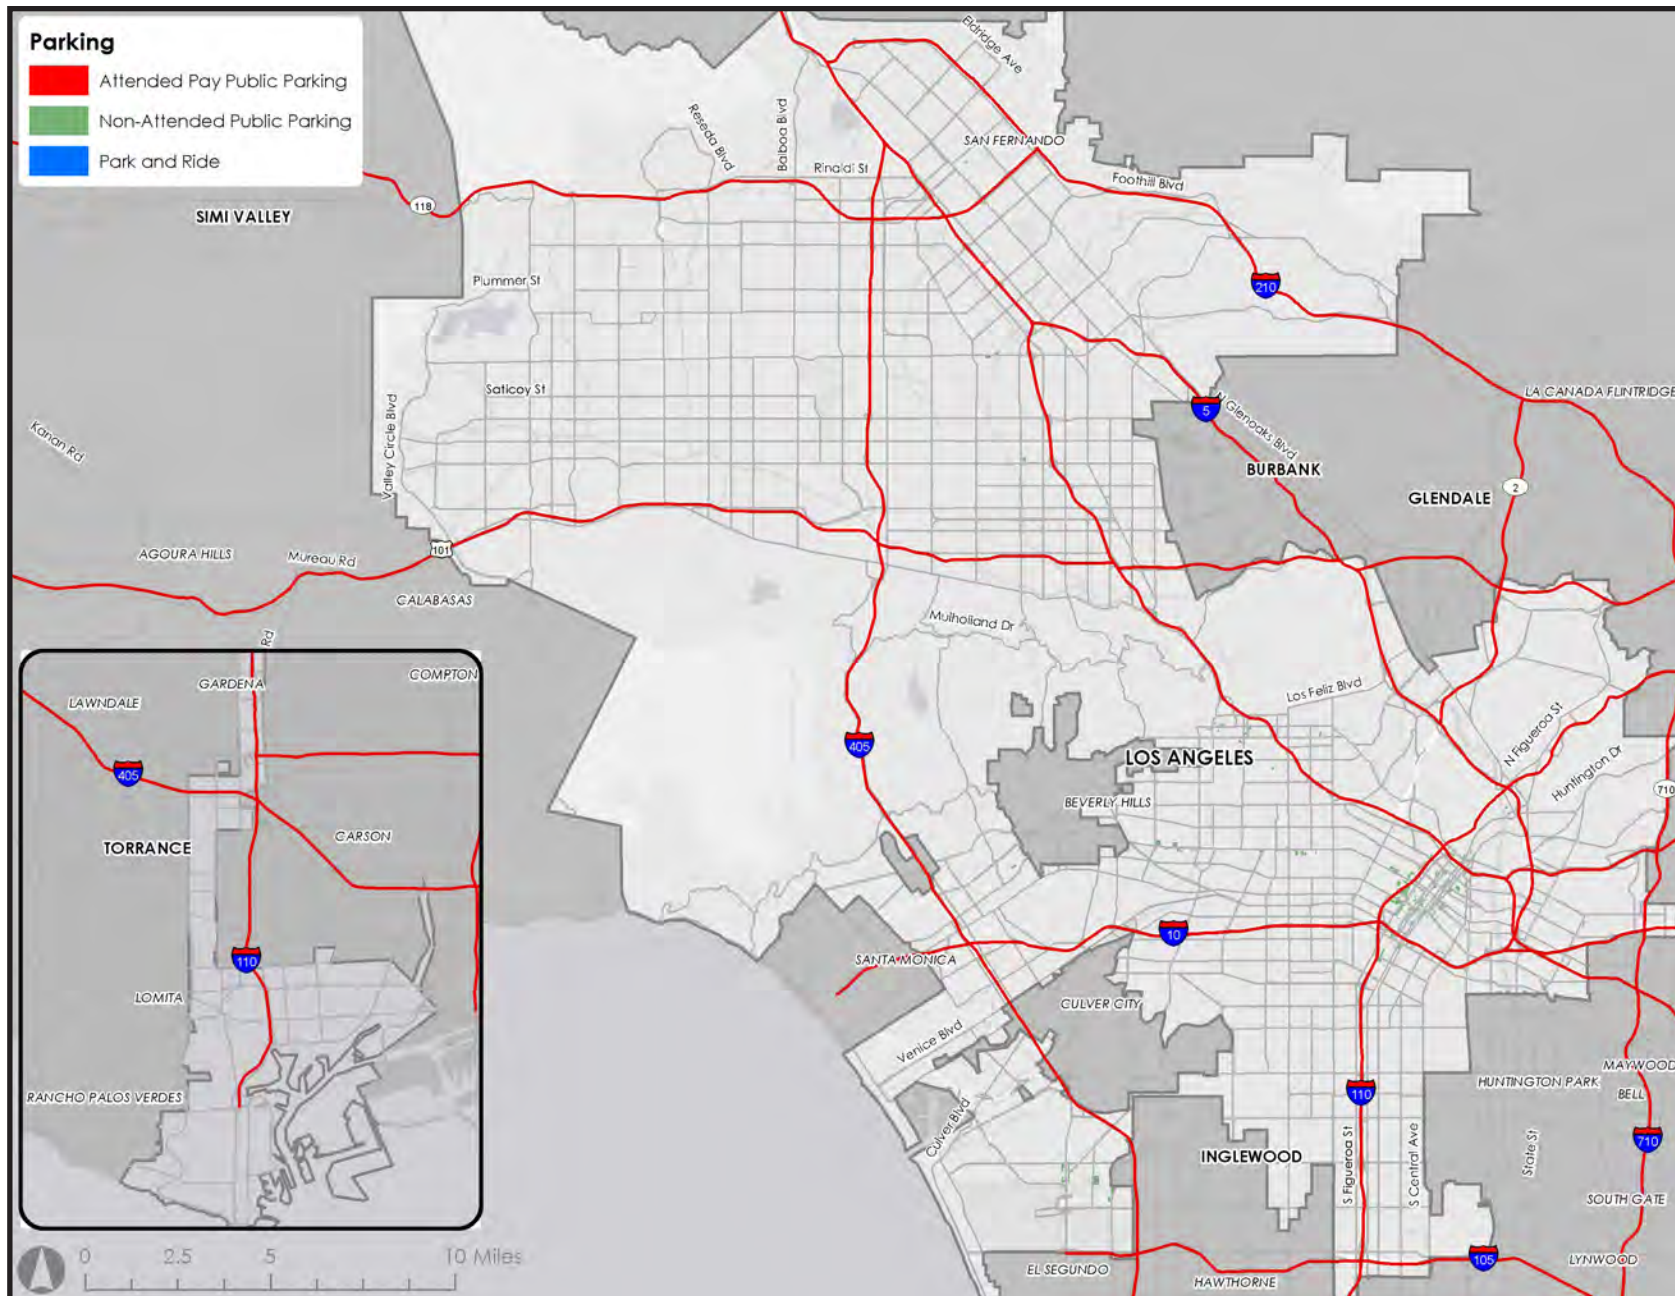 Parking
Attended Pay Public Parking
Non-Attended Public Parking
Park and Ride
Eldridge Ave
Reseda Blvd
Balboa Blvd
SAN FERNANDO
Rinaldi St
Foothill Blvd
118
SIMI VALLEY
Plummer St
210
Saticoy St
LA CANADA FLINTRIDGE
Valley Circle Blvd
5
N Glenoaks Blvd
Kanan Rd
BURBANK
GLENDALE
2
AGOURA HILLS
Mureau Rd
101
CALABASAS
Mulholland Dr
Rd
GARDENA
COMPTON
LAWNDALE
Los Feliz Blvd
N Figueroa St
405
405
LOS ANGELES
Huntington Dr
710
BEVERLY HILLS
TORRANCE
CARSON
10
110
SANTA MONICA
LOMITA
CULVER CITY
Venice Blvd
MAYWOOD
RANCHO PALOS VERDES
110
HUNTINGTON PARK
BELL
Culver Blvd
710
INGLEWOOD
S Figueroa St
S Central Ave
State St
SOUTH GATE
0 2.5 5 10 Miles
EL SEGUNDO
HAWTHORNE
105
LYNWOOD